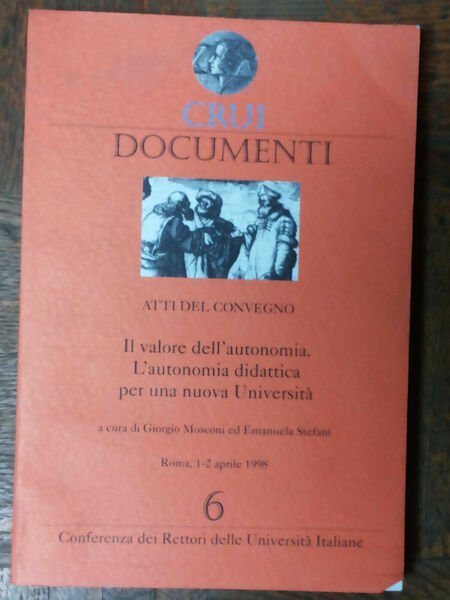 CRUI
DOCUMENTI
ATTI DEL CONVEGNO
Il valore dell'autonomia.
L'autonomia didattica
per una nuova Università
a cura di Giorgio Mosconi ed Emanuela Stefani
Roma, 1-2 aprile 1998
6
Conferenza dei Rettori delle Università Italiane